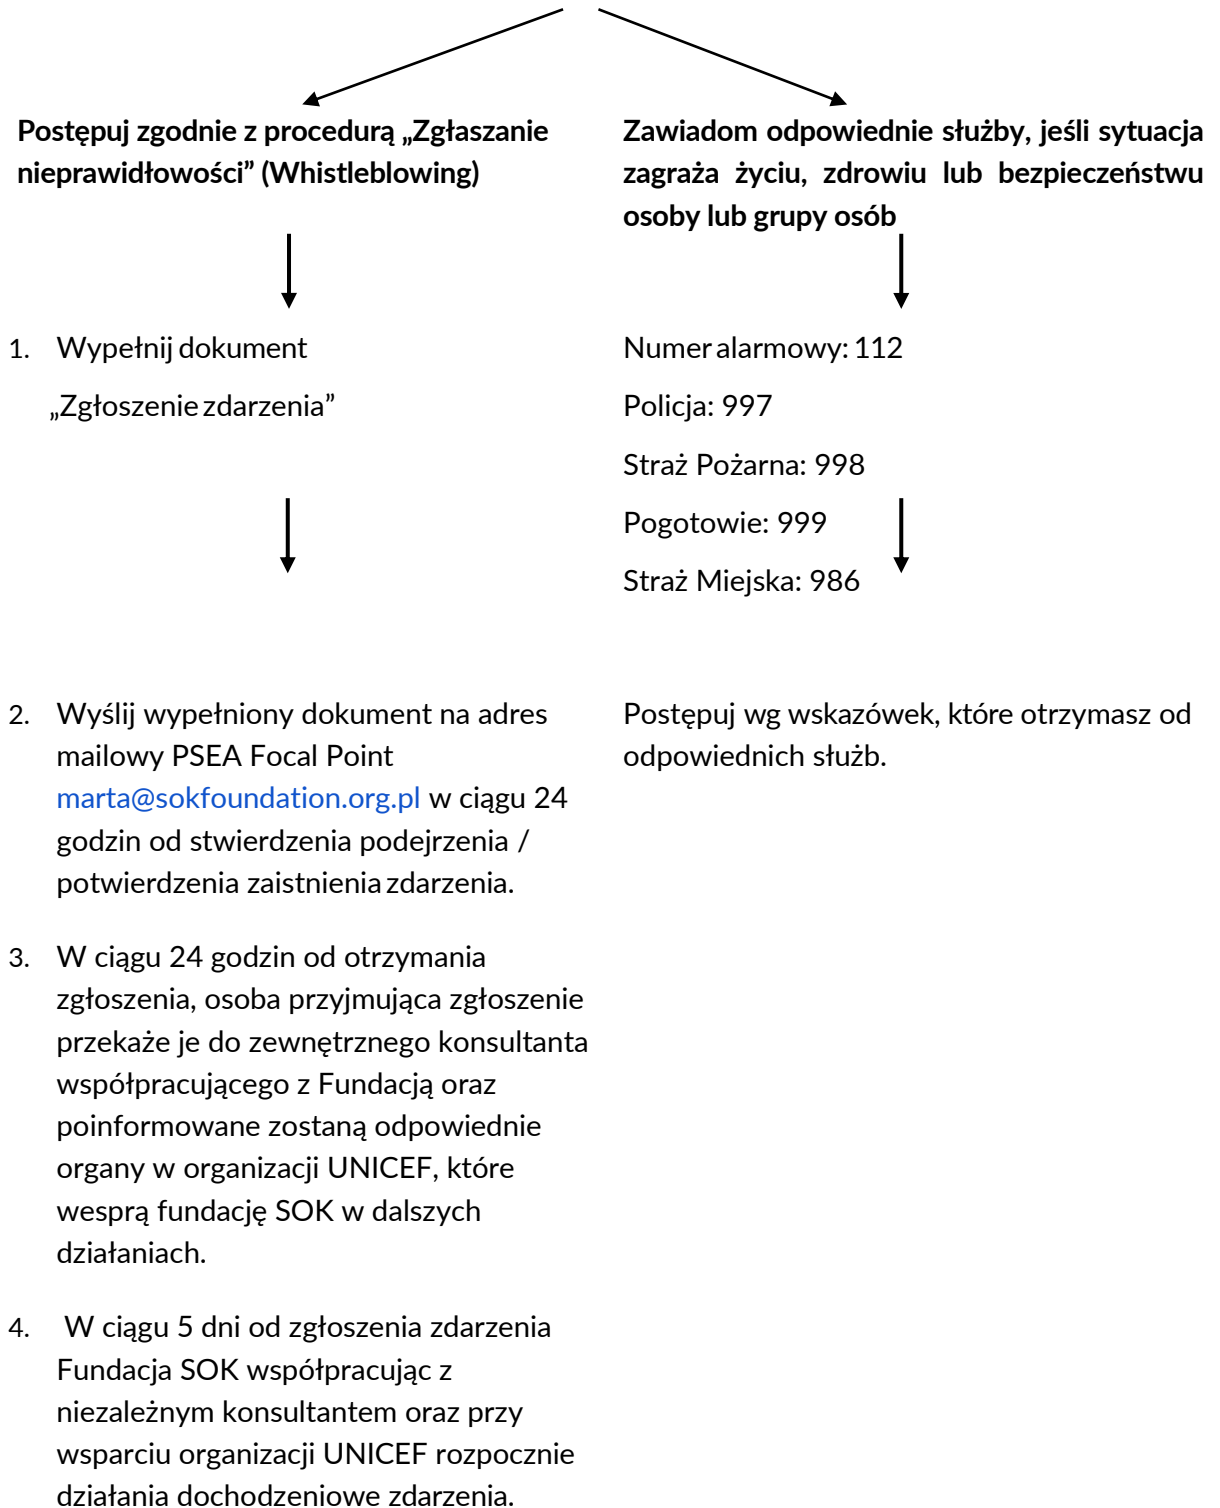 Postępuj zgodnie z procedurą „Zgłaszanie
nieprawidłowości” (Whistleblowing)
1. Wypełnij dokument
„Zgłoszenie zdarzenia”
2. Wyślij wypełniony dokument na adres
mailowy PSEA Focal Point
marta@sokfoundation.org.pl w ciągu 24
godzin od stwierdzenia podejrzenia /
potwierdzenia zaistnienia zdarzenia.
3. W ciągu 24 godzin od otrzymania
zgłoszenia, osoba przyjmująca zgłoszenie
przekaże je do zewnętrznego konsultanta
współpracującego z Fundacją oraz
poinformowane zostaną odpowiednie
organy w organizacji UNICEF, które
wesprą fundację SOK w dalszych
działaniach.
4. W ciągu 5 dni od zgłoszenia zdarzenia
Fundacja SOK współpracując z
niezależnym konsultantem oraz przy
wsparciu organizacji UNICEF rozpocznie
działania dochodzeniowe zdarzenia.
Zawiadom odpowiednie służby, jeśli sytuacja
zagraża życiu, zdrowiu lub bezpieczeństwu
osoby lub grupy osób
Numer alarmowy: 112
Policja: 997
Straż Pożarna: 998
Pogotowie: 999
Straż Miejska: 986
Postępuj wg wskazówek, które otrzymasz od
odpowiednich służb.